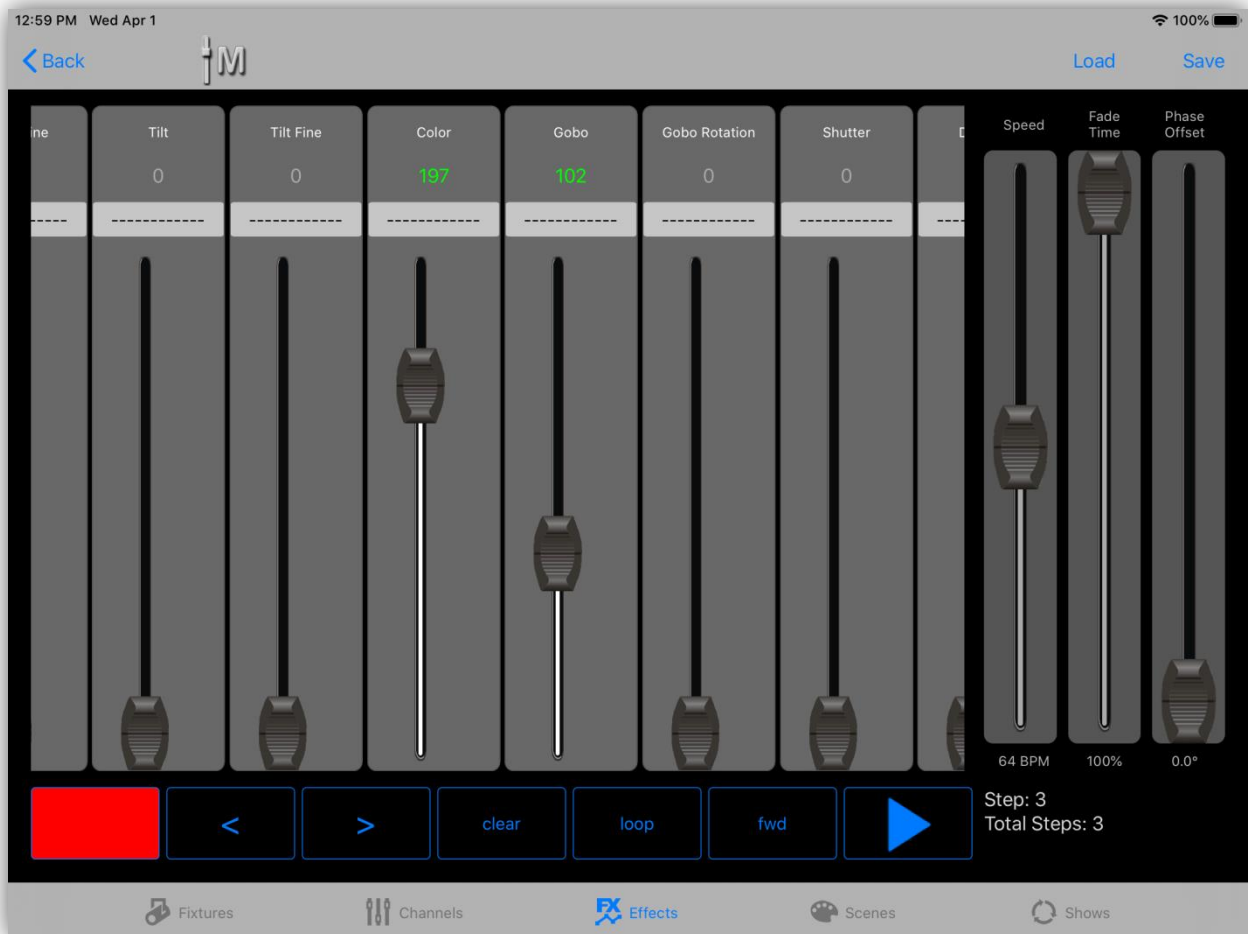 12:59 PM Wed Apr 1
100%
Back
M
Load
Save
ine
Tilt
Tilt Fine
Color
Gobo
Gobo Rotation
Shutter
D
Speed
Fade
Time
Phase
Offset
0
0
197
102
0
0
-----
------------
------------
------------
------------
------------
------------
----
64 BPM
100%
0.0°
<
>
clear
loop
fwd
Step: 3
Total Steps: 3
Fixtures
Channels
FX
Effects
Scenes
Shows